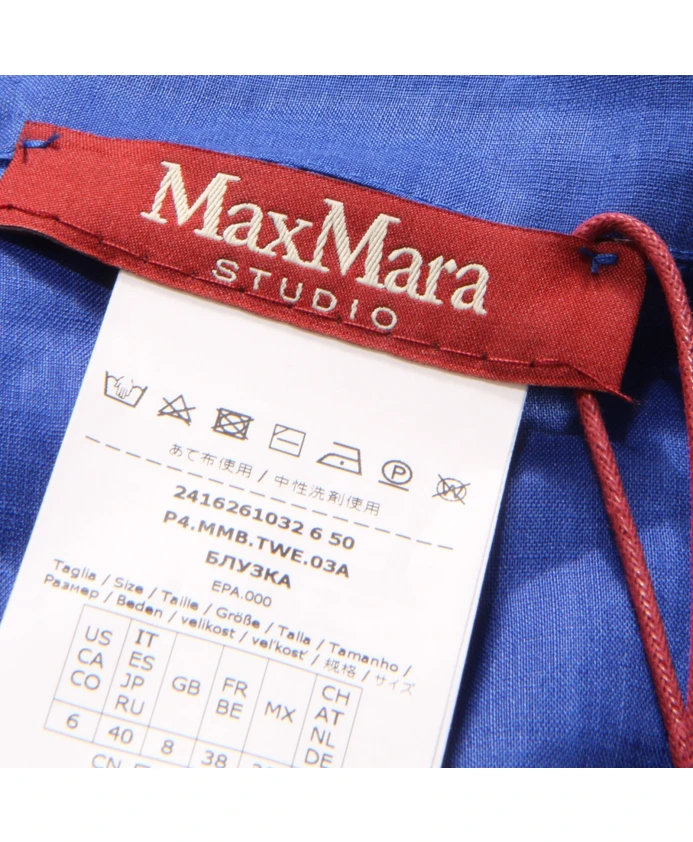 MaxMara
STUDIO
P
W
あて布使用 / 中性洗剤使用
2416261032 6 50
P4.MMB.TWE.03A
БЛУЗКА
EPA.000
Taglia / Size / Taille / Größe / Talla / Tamanho /
Размер / Beden / velikost / veľkosť / 规格 / サイズ
US CA CO
IT ES JP RU
GB
FR BE
MX
CH AT NL DE
6 40 8 38
CN